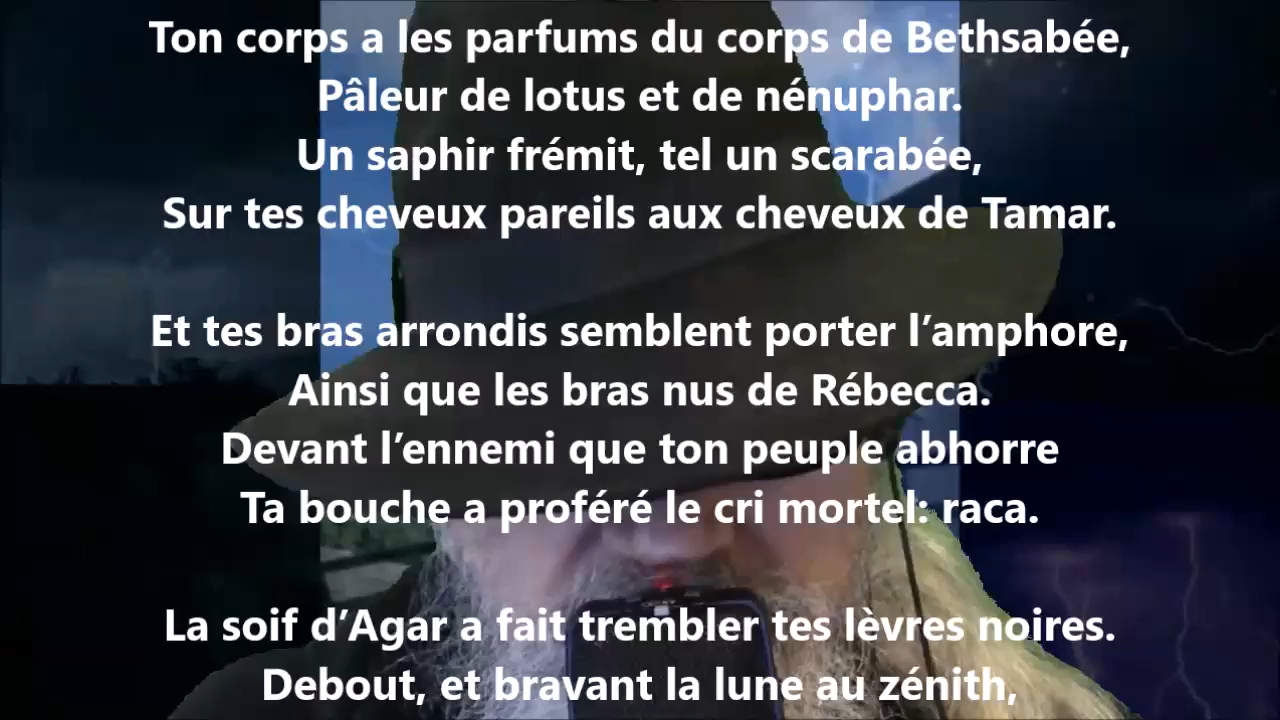 Ton corps a les parfums du corps de Bethsabée,
Pâleur de lotus et de nénuphar.
Un saphir frémit, tel un scarabée,
Sur tes cheveux pareils aux cheveux de Tamar.
Et tes bras arrondis semblent porter l’amphore,
Ainsi que les bras nus de Rébecca.
Devant l’ennemi que ton peuple abhorre
Ta bouche a proféré le cri mortel: raca.
La soif d’Agar a fait trembler tes lèvres noires.
Debout, et bravant la lune au zénith,